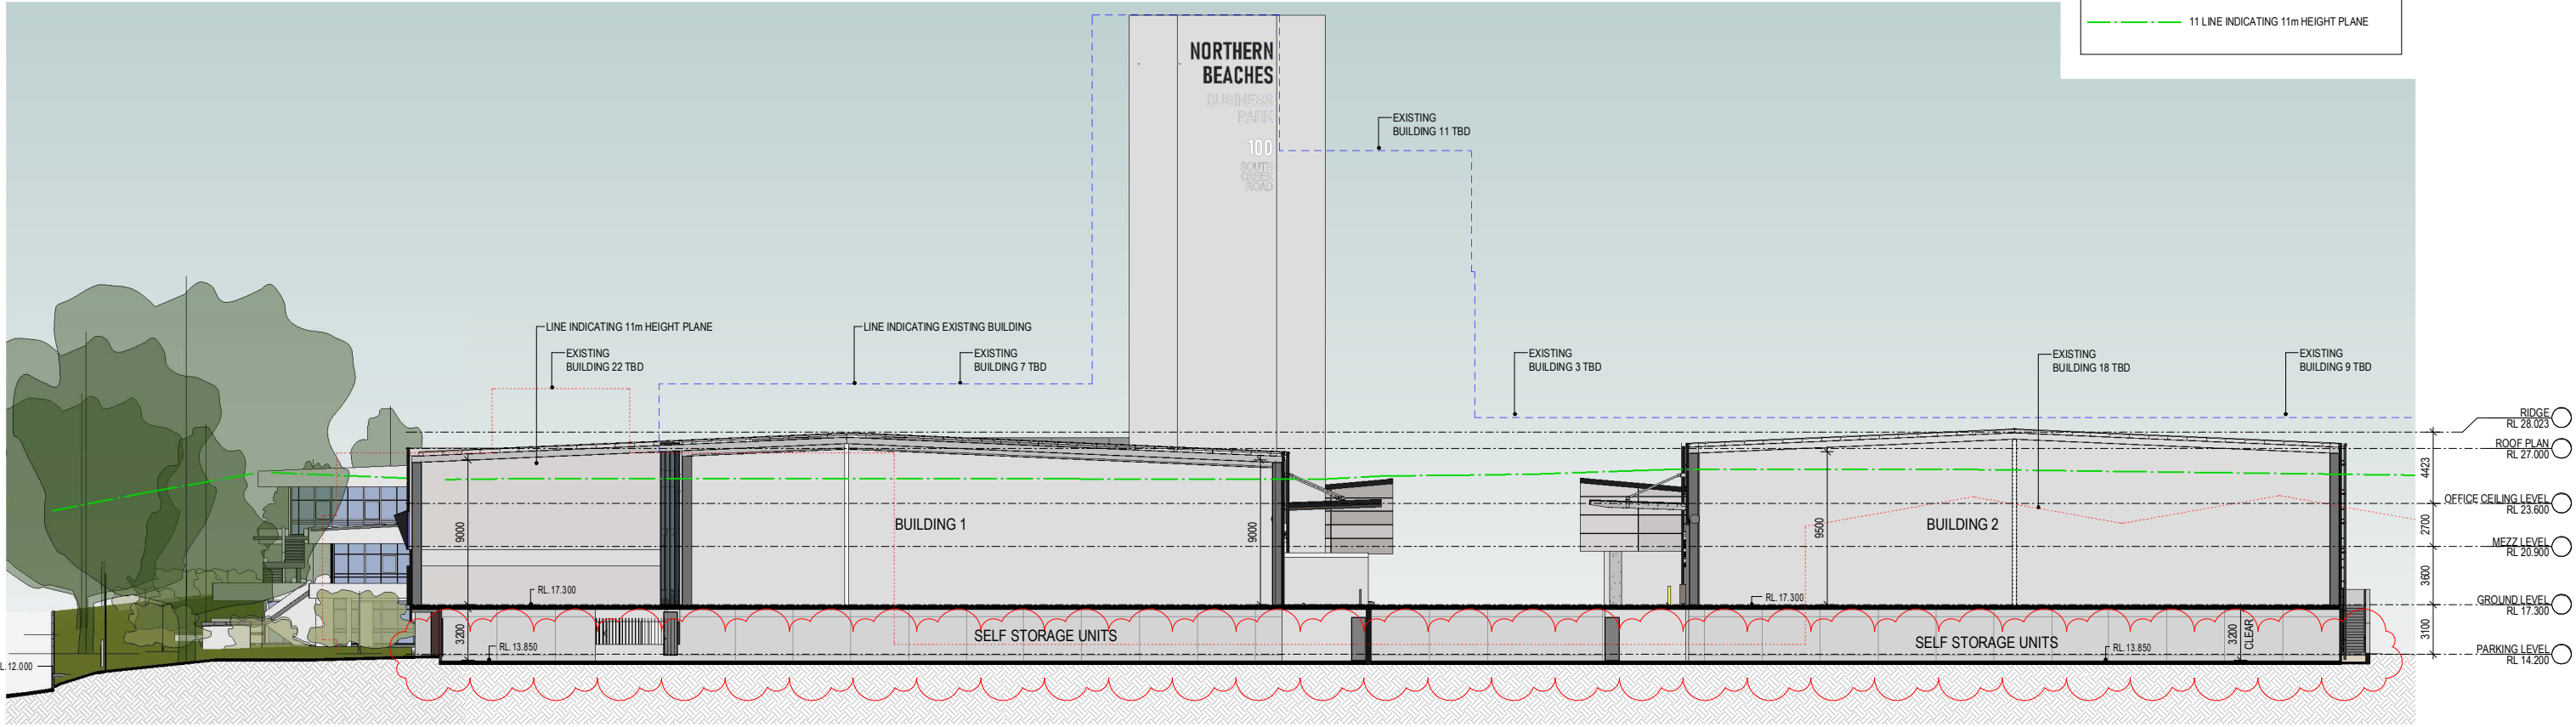 11 LINE INDICATING 11m HEIGHT PLANE
NORTHERN
BEACHES
BUSINESS
PARK
100
SOUTH
CREEK
ROAD
EXISTING
BUILDING 11 TBD
LINE INDICATING 11m HEIGHT PLANE
EXISTING
BUILDING 22 TBD
LINE INDICATING EXISTING BUILDING
EXISTING
BUILDING 7 TBD
EXISTING
BUILDING 3 TBD
EXISTING
BUILDING 18 TBD
EXISTING
BUILDING 9 TBD
RIDGE
RL 28.023
ROOF PLAN
RL 27.000
4423
OFFICE CEILING LEVEL
RL 23.600
2700
MEZZ LEVEL
RL 20.900
3600
GROUND LEVEL
RL 17.300
3100
PARKING LEVEL
RL 14.200
9000
BUILDING 1
9000
9500
BUILDING 2
RL.17.300
RL.17.300
3200
SELF STORAGE UNITS
RL.13.850
SELF STORAGE UNITS
RL.13.850
3200
CLEAR
L.12.000